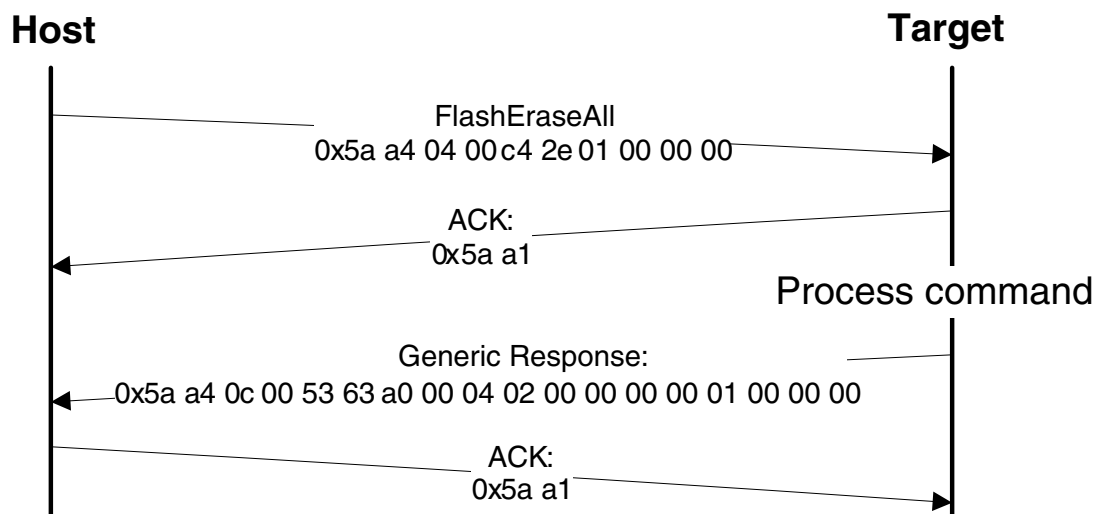 Host
Target
FlashEraseAll
0x5a a4 04 00 c4 2e 01 00 00 00
ACK:
0x5a a1
Process command
Generic Response:
0x5a a4 0c 00 53 63 a0 00 04 02 00 00 00 00 01 00 00 00
ACK:
0x5a a1